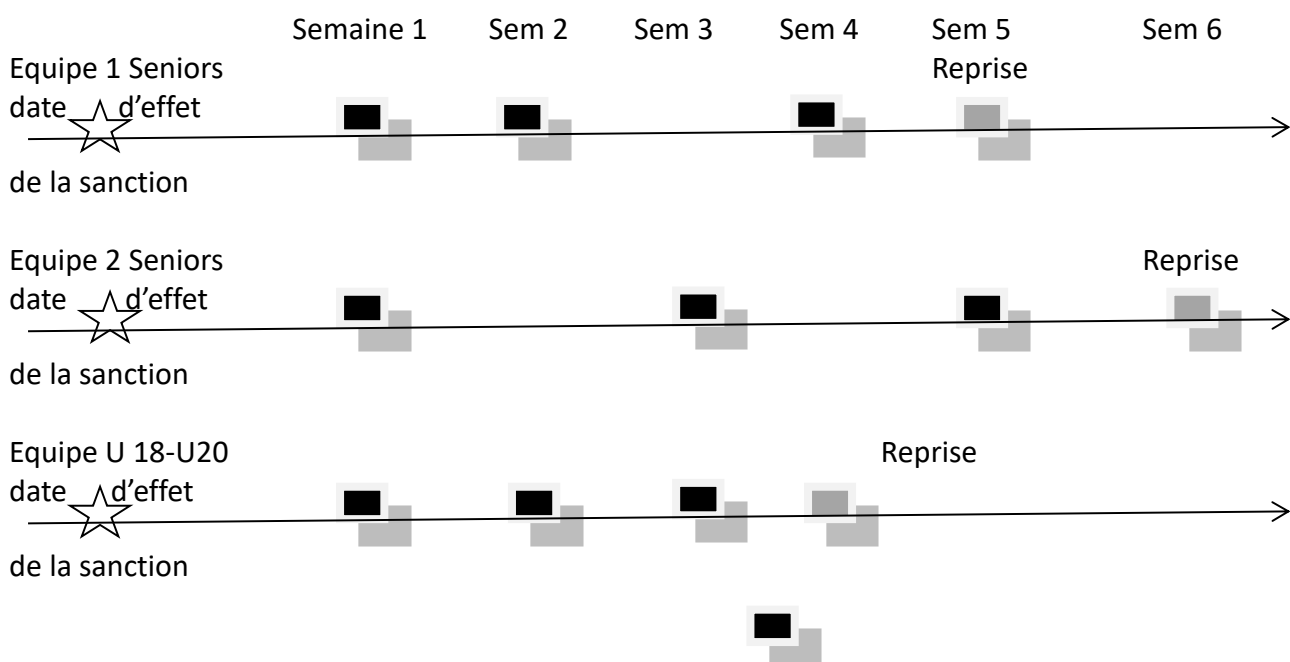 Semaine 1 Sem 2 Sem 3 Sem 4 Sem 5 Sem 6
Equipe 1 Seniors Reprise
date d’effet
de la sanction
Equipe 2 Seniors Reprise
date d’effet
de la sanction
Equipe U 18-U20 Reprise
date d’effet
de la sanction